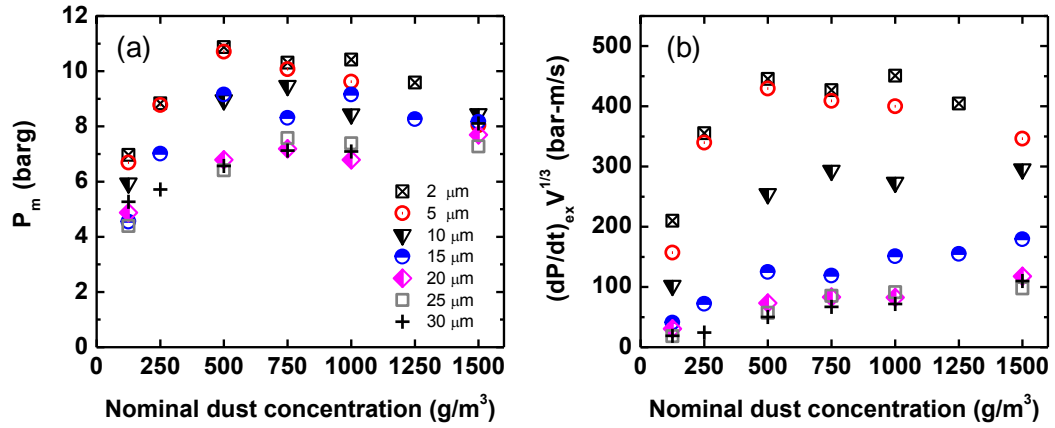 (a)
12
10
8
6
4
2
0
P_m (barg)
2 μm
5 μm
10 μm
15 μm
20 μm
25 μm
30 μm
0 250 500 750 1000 1250 1500
Nominal dust concentration (g/m³)
(b)
500
400
300
200
100
0
(dP/dt)_ex V^1/3 (bar-m/s)
0 250 500 750 1000 1250 1500
Nominal dust concentration (g/m³)